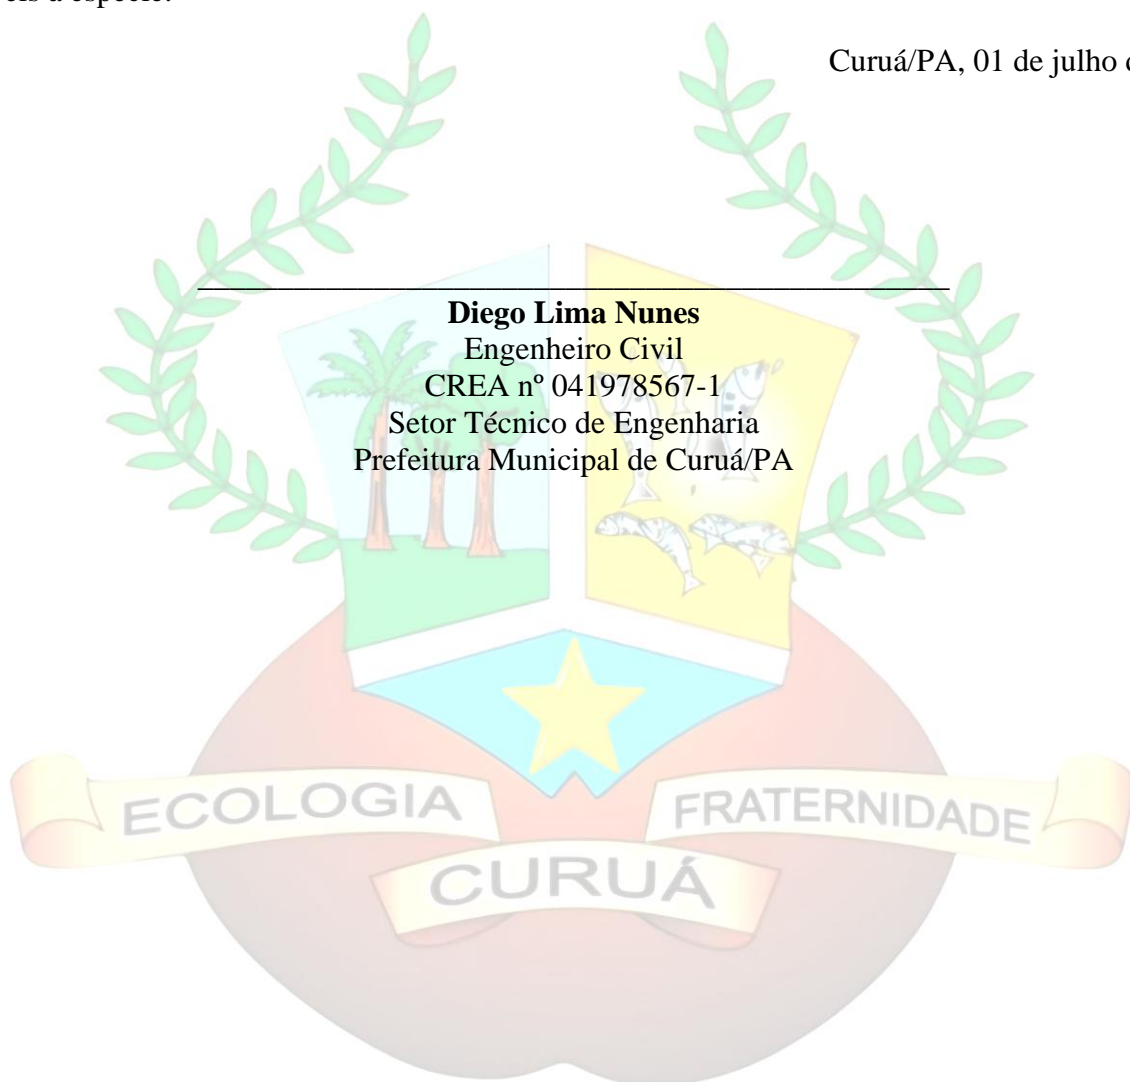 à espécie.
Curuá/PA, 01 de julho
Diego Lima Nunes
Engenheiro Civil
CREA nº 041978567-1
Setor Técnico de Engenharia
Prefeitura Municipal de Curuá/PA
ECOLOGIA
FRATERNIDADE
CURUÁ